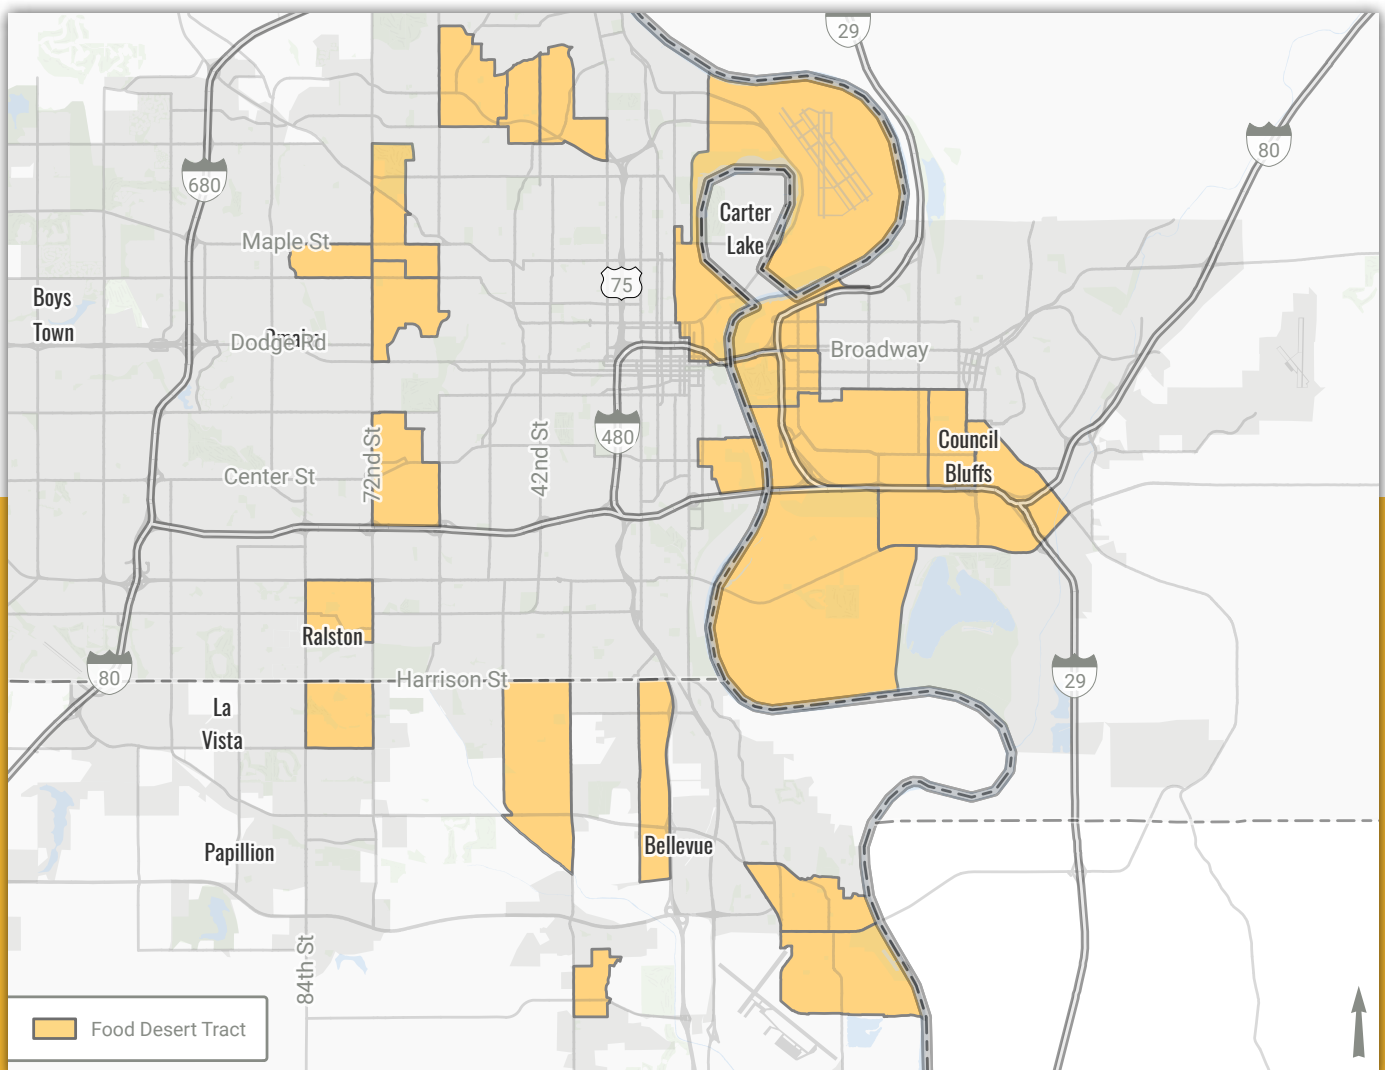 29
80
680
Carter
Lake
Maple St
75
Boys
Town
Dodge Rd
Broadway
480
42nd St
72nd St
Council
Bluffs
Center St
Ralston
80
Harrison St
29
La
Vista
Bellevue
Papillion
84th St
Food Desert Tract